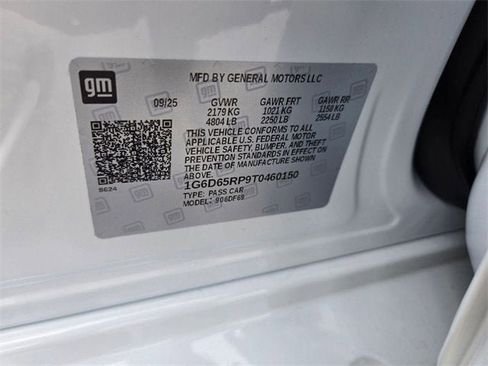 gm
MFD BY GENERAL MOTORS LLC
09/25 GVWR GAWR FRT GAWR RR
2179 KG 1021 KG 1158 KG
4804 LB 2250 LB 2554 LB
THIS VEHICLE CONFORMS TO ALL
APPLICABLE U.S. FEDERAL MOTOR
VEHICLE SAFETY, BUMPER, AND THEFT
PREVENTION STANDARDS IN EFFECT ON
THE DATE OF MANUFACTURE SHOWN
ABOVE.
1G6D65RP9T0460150
TYPE: PASS CAR
MODEL: 906DF69
S624